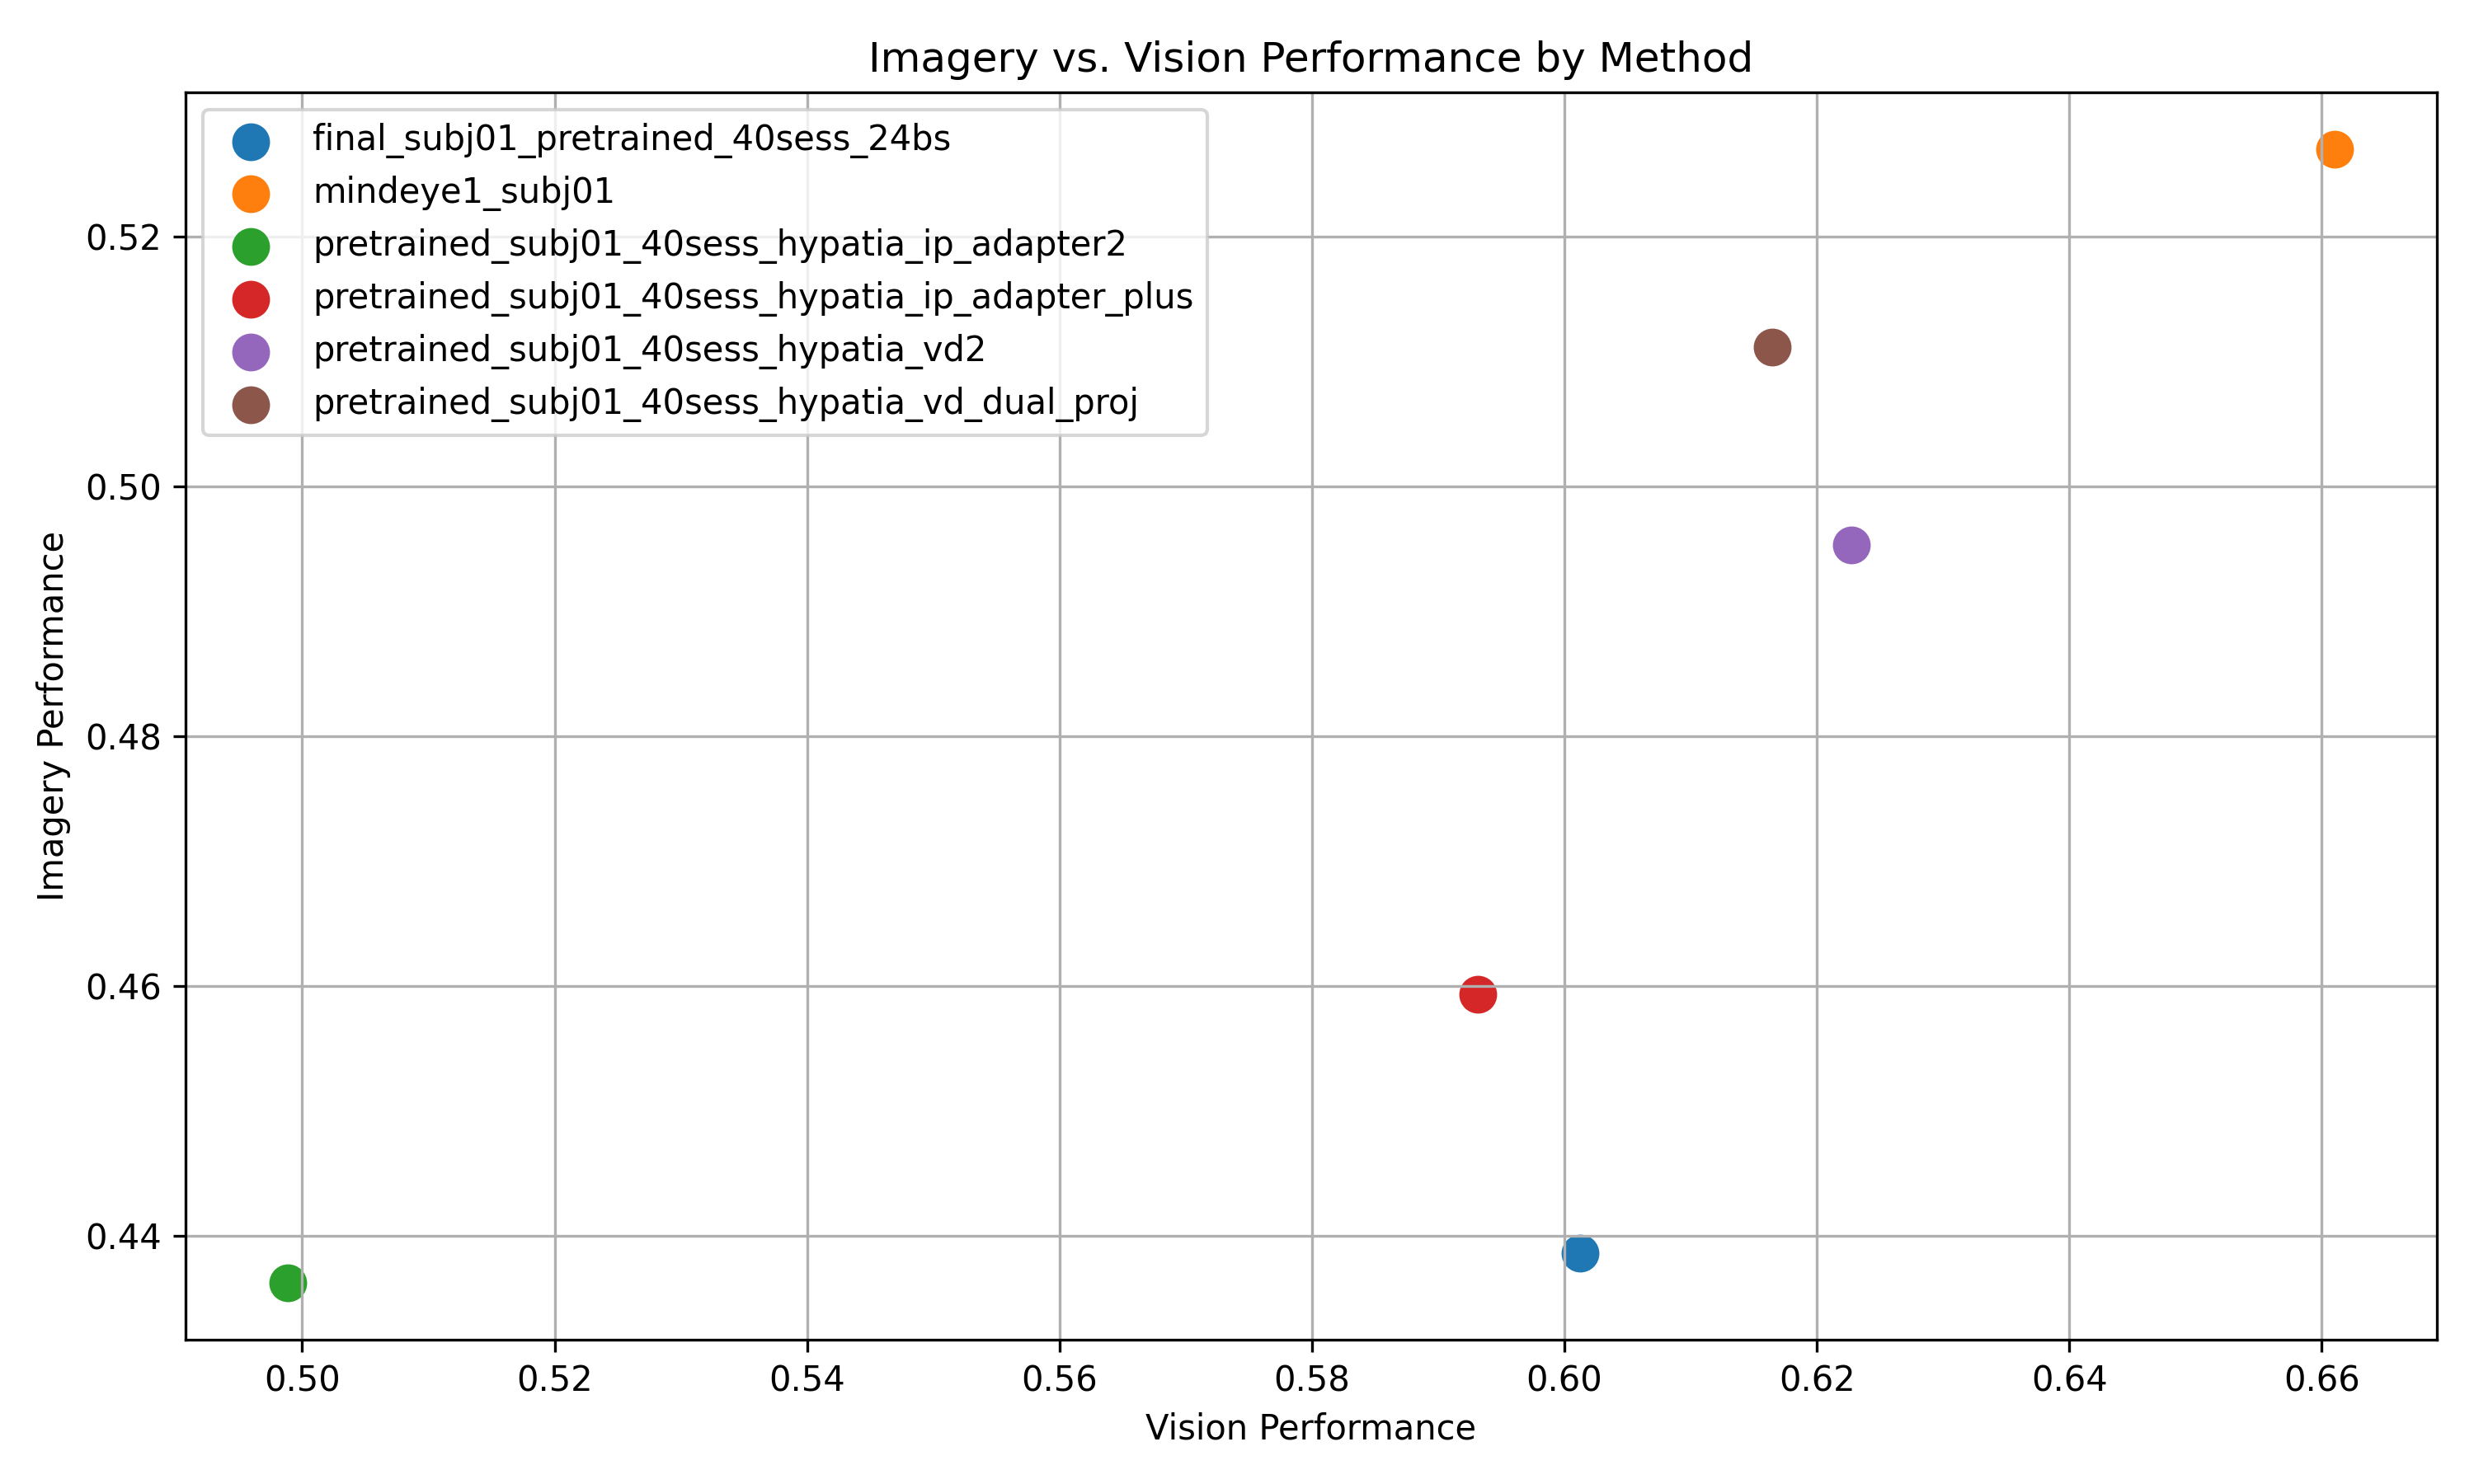 Imagery vs. Vision Performance by Method
final_subj01_pretrained_40sess_24bs
mindeye1_subj01
pretrained_subj01_40sess_hypatia_ip_adapter2
pretrained_subj01_40sess_hypatia_ip_adapter_plus
pretrained_subj01_40sess_hypatia_vd2
pretrained_subj01_40sess_hypatia_vd_dual_proj
Imagery Performance
0.52
0.50
0.48
0.46
0.44
0.50 0.52 0.54 0.56 0.58 0.60 0.62 0.64 0.66
Vision Performance